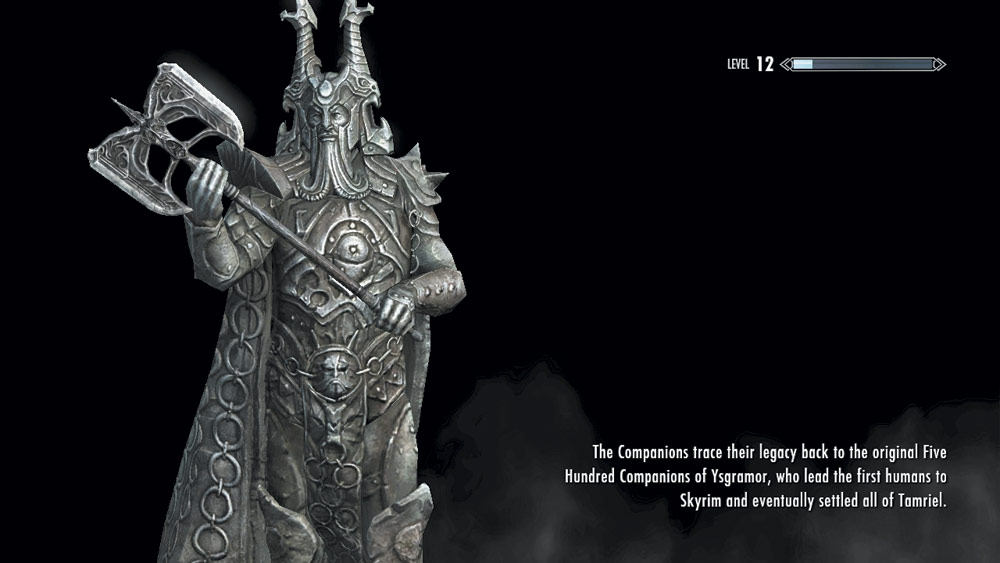 LEVEL 12
The Companions trace their legacy back to the original Five
Hundred Companions of Ysgramor, who lead the first humans to
Skyrim and eventually settled all of Tamriel.